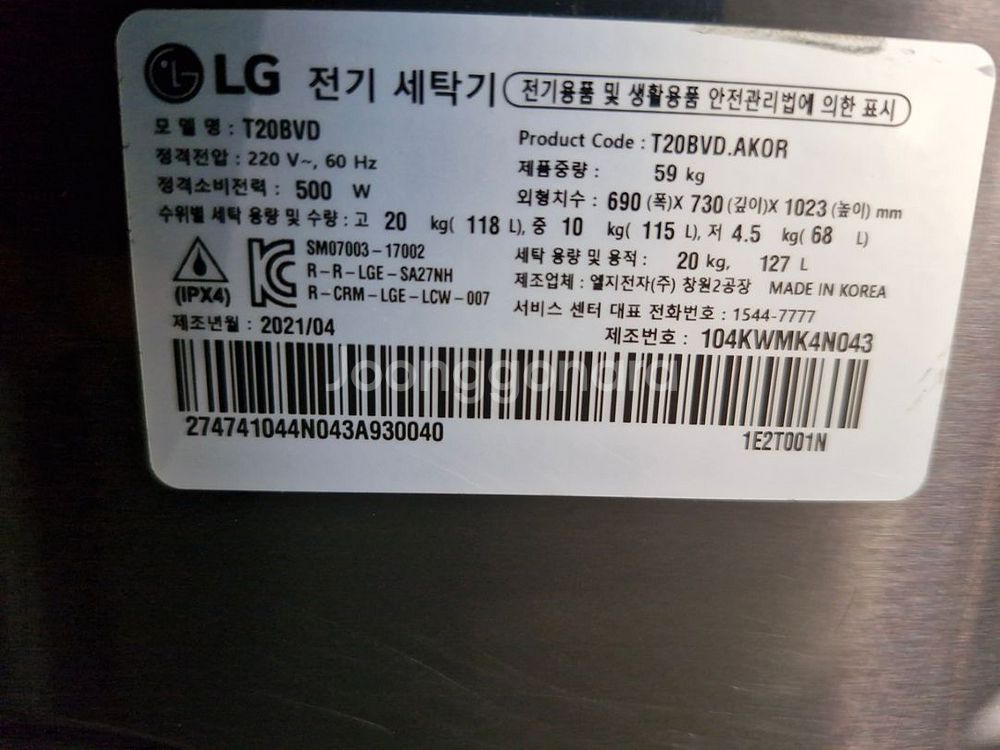 LG 전기 세탁기 전기용품 및 생활용품 안전관리법에 의한 표시
모 델 명 : T20BVD
정격전압 : 220 V~, 60 Hz
정격소비전력 : 500 W
Product Code : T20BVD.AKOR
제품중량 : 59 kg
외형치수 : 690 (폭)X 730 (깊이)X 1023 (높이) mm
수위별 세탁 용량 및 수량 : 고 20 kg( 118 L), 중 10 kg( 115 L), 저 4.5 kg( 68 L)
(IPX4)
SM07003-17002
R-R-LGE-SA27NH
R-CRM-LGE-LCW-007
세탁 용량 및 용적 : 20 kg, 127 L
제조업체 : 엘지전자(주) 창원2공장 MADE IN KOREA
서비스 센터 대표 전화번호 : 1544-7777
제조년월 : 2021/04
제조번호 : 104KWMK4N043
Joonggonara
274741044N043A930040
1E2T001N